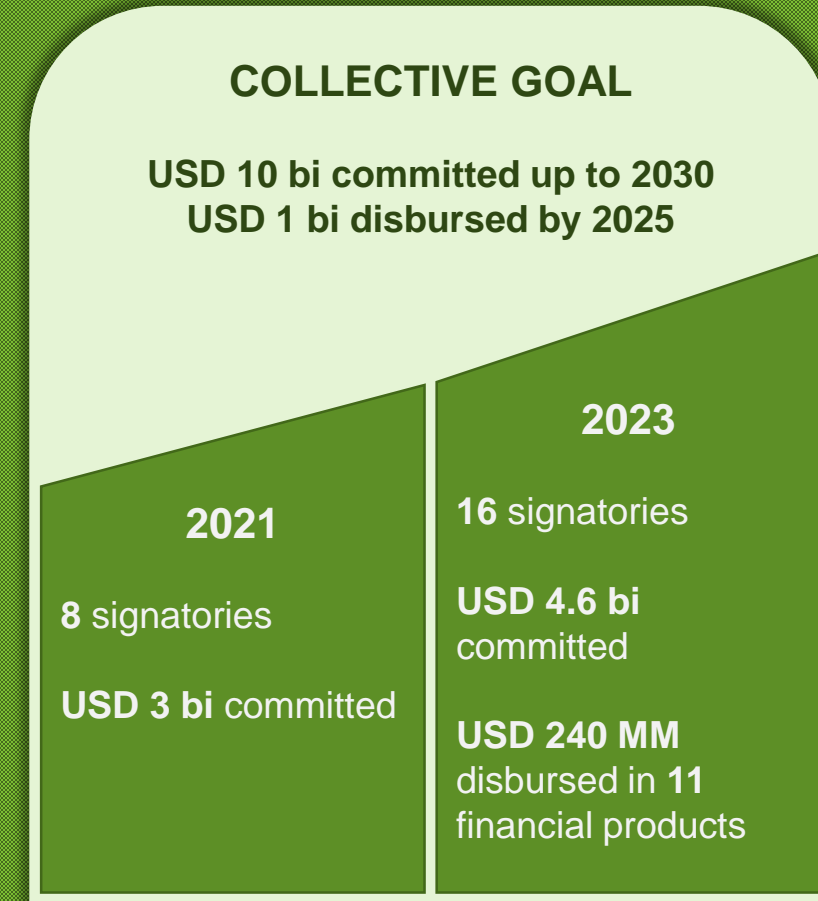 COLLECTIVE GOAL
USD 10 bi committed up to 2030
USD 1 bi disbursed by 2025
2021
8 signatories
USD 3 bi committed
2023
16 signatories
USD 4.6 bi
committed
USD 240 MM
disbursed in 11
financial products